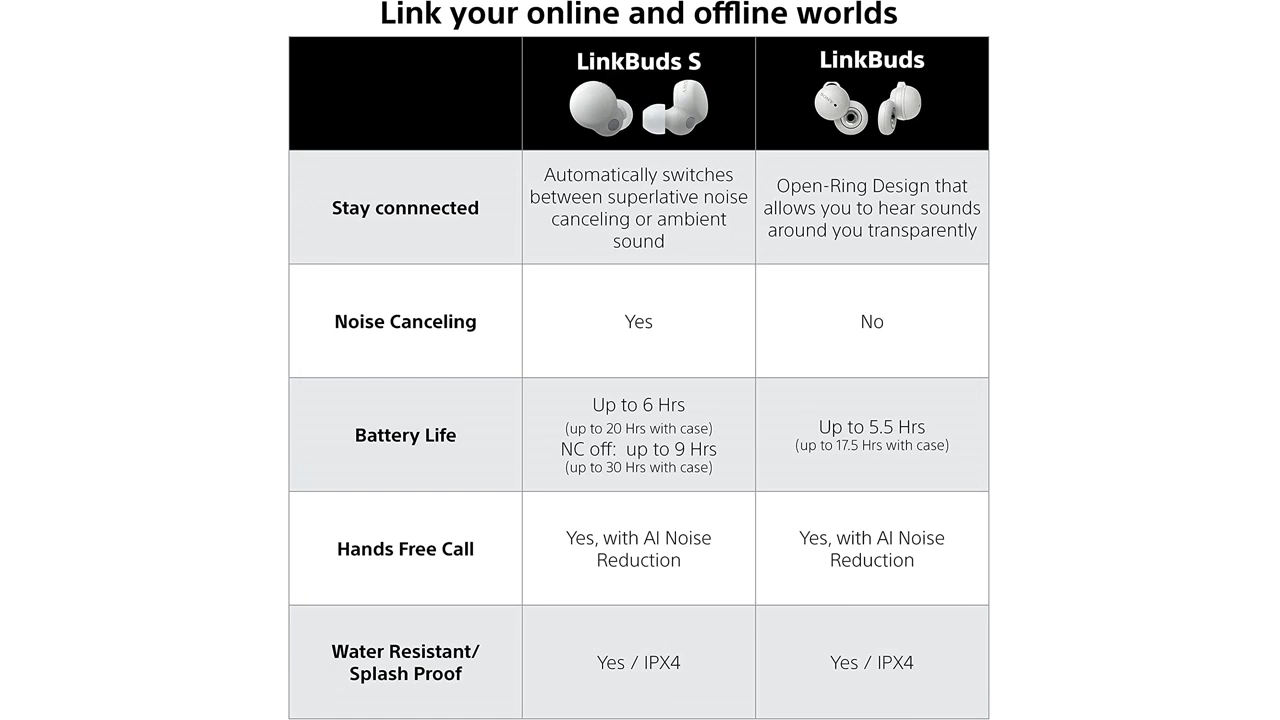 Link your online and offline worlds
LinkBuds S
LinkBuds
Stay connnected
Automatically switches
between superlative noise
canceling or ambient
sound
Open-Ring Design that
allows you to hear sounds
around you transparently
Noise Canceling
Yes
No
Battery Life
Up to 6 Hrs
(up to 20 Hrs with case)
NC off: up to 9 Hrs
(up to 30 Hrs with case)
Up to 5.5 Hrs
(up to 17.5 Hrs with case)
Hands Free Call
Yes, with AI Noise
Reduction
Yes, with AI Noise
Reduction
Water Resistant/
Splash Proof
Yes / IPX4
Yes / IPX4